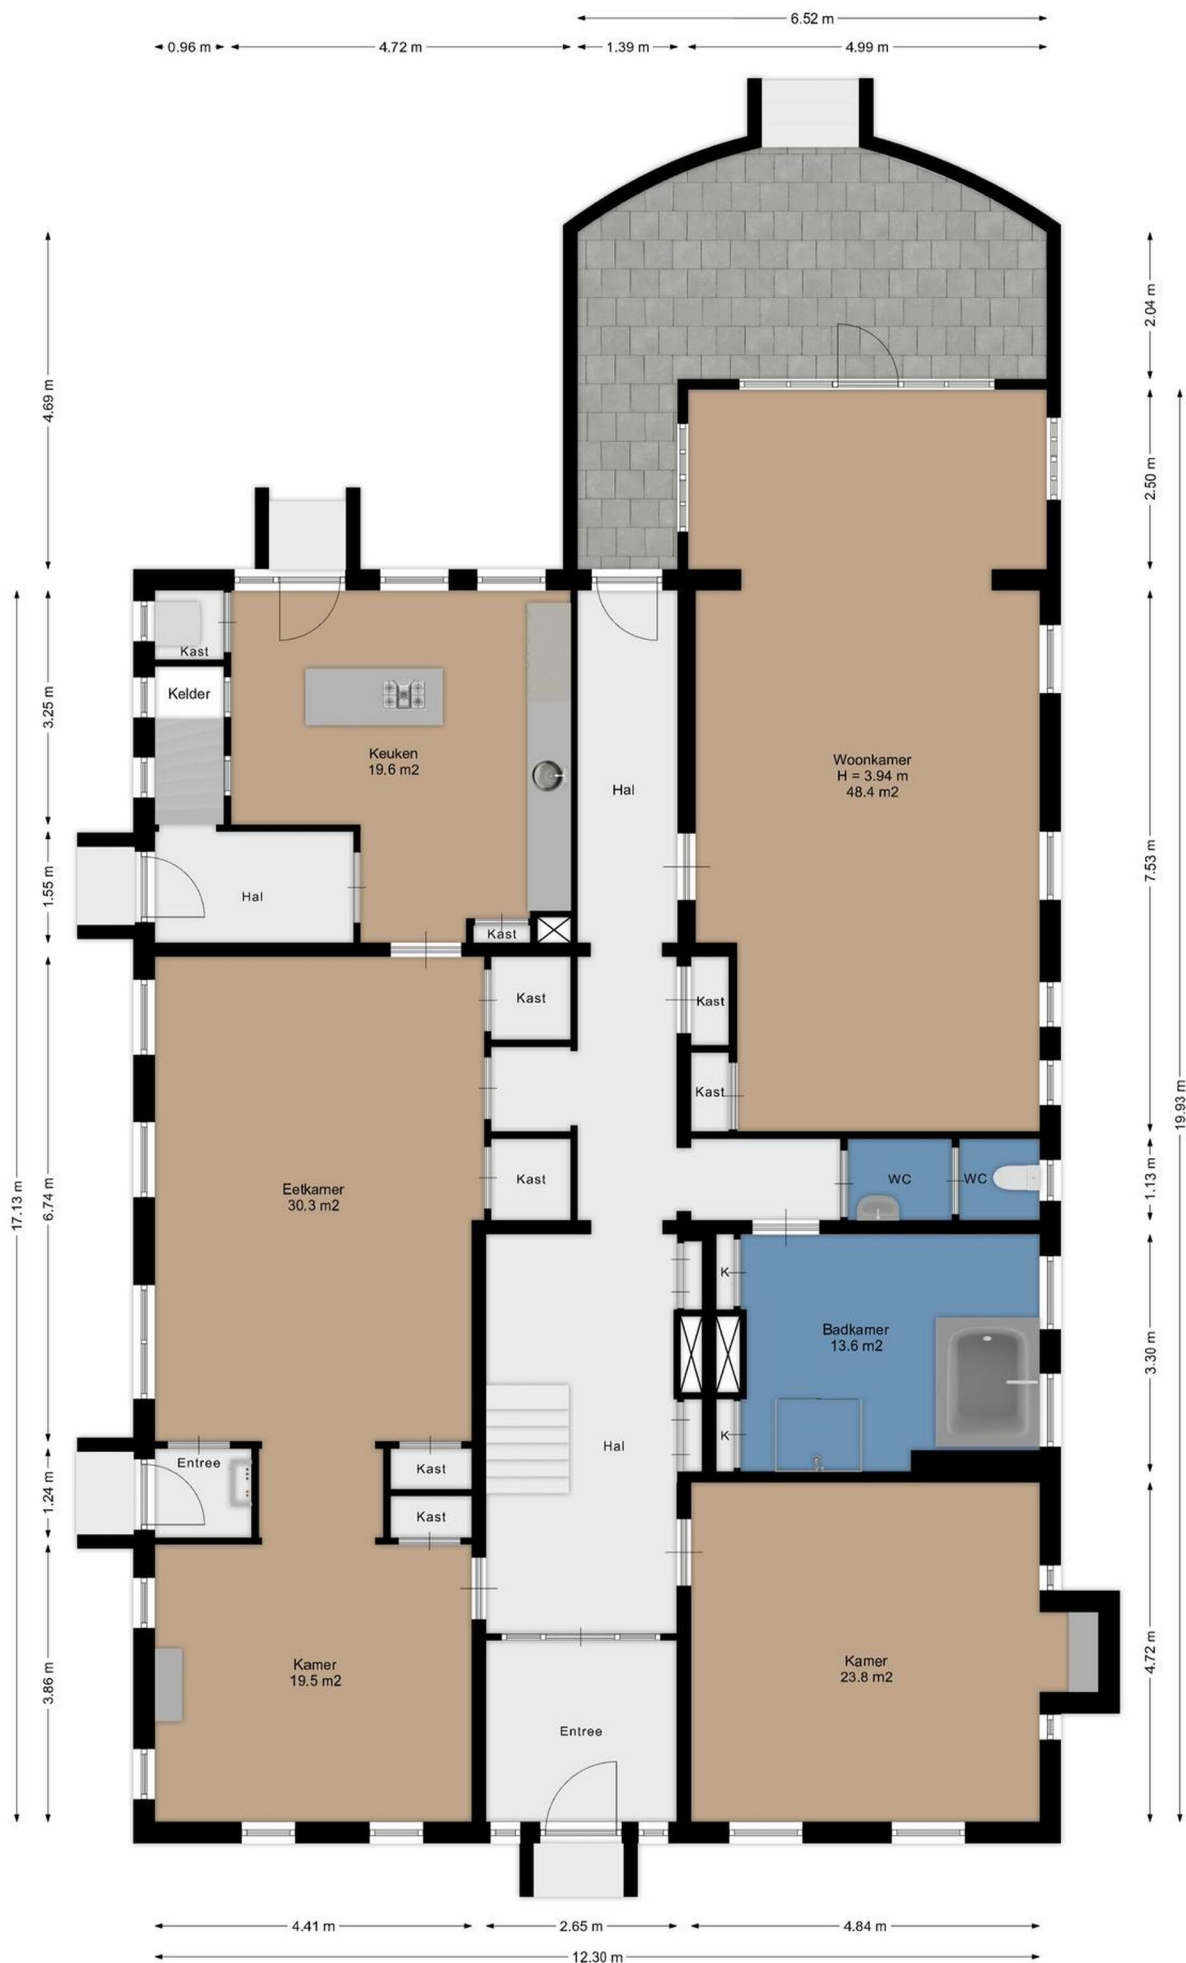 6.52 m
0.96 m
4.72 m
1.39 m
4.99 m
4.69 m
2.04 m
2.50 m
17.13 m
3.25 m
1.55 m
6.74 m
1.24 m
3.86 m
19.93 m
7.53 m
1.13 m
3.30 m
4.72 m
Kast
Kelder
Keuken
19.6 m2
Hal
Woonkamer
H = 3.94 m
48.4 m2
Hal
Kast
Kast
Kast
Kast
Kast
WC
WC
Eetkamer
30.3 m2
K
Badkamer
13.6 m2
K
Hal
Entree
Kast
Kast
Kamer
19.5 m2
Kamer
23.8 m2
Entree
4.41 m
2.65 m
4.84 m
12.30 m